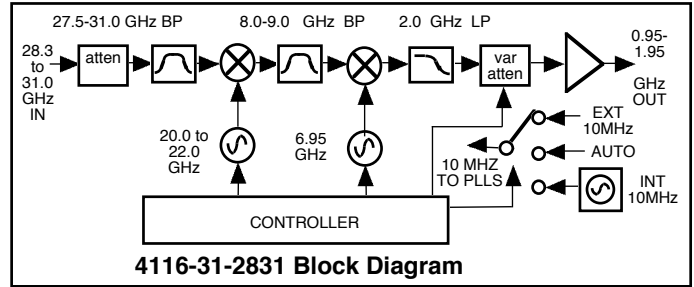 27.5-31.0 GHz BP
8.0-9.0 GHz BP
2.0 GHz LP
0.95-
1.95
GHz
OUT
28.3
to
31.0
GHz
IN
atten
var
atten
20.0 to
22.0
GHz
6.95
GHz
10 MHZ
TO PLLS
EXT
10MHz
AUTO
INT
10MHz
CONTROLLER
4116-31-2831 Block Diagram